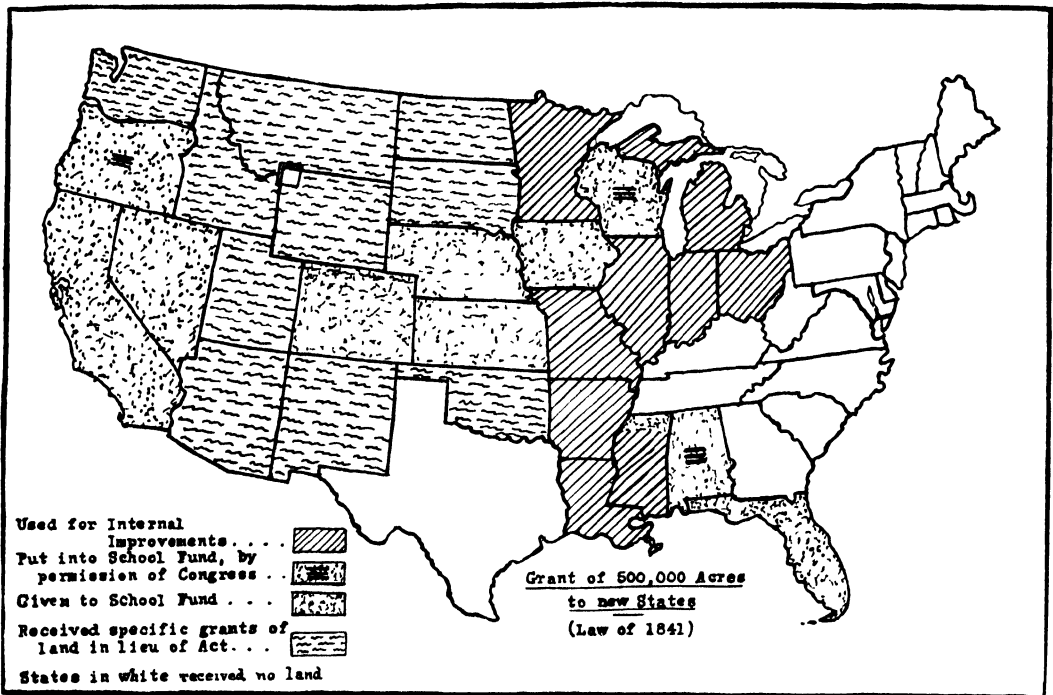 Used for Internal
Improvements . . . .
Put into School Fund, by
permission of Congress . .
Given to School Fund . . . .
Received specific grants of
land in lieu of Act. . . .
States in white received no land
Grant of 500,000 Acres
to new States
(Law of 1841)